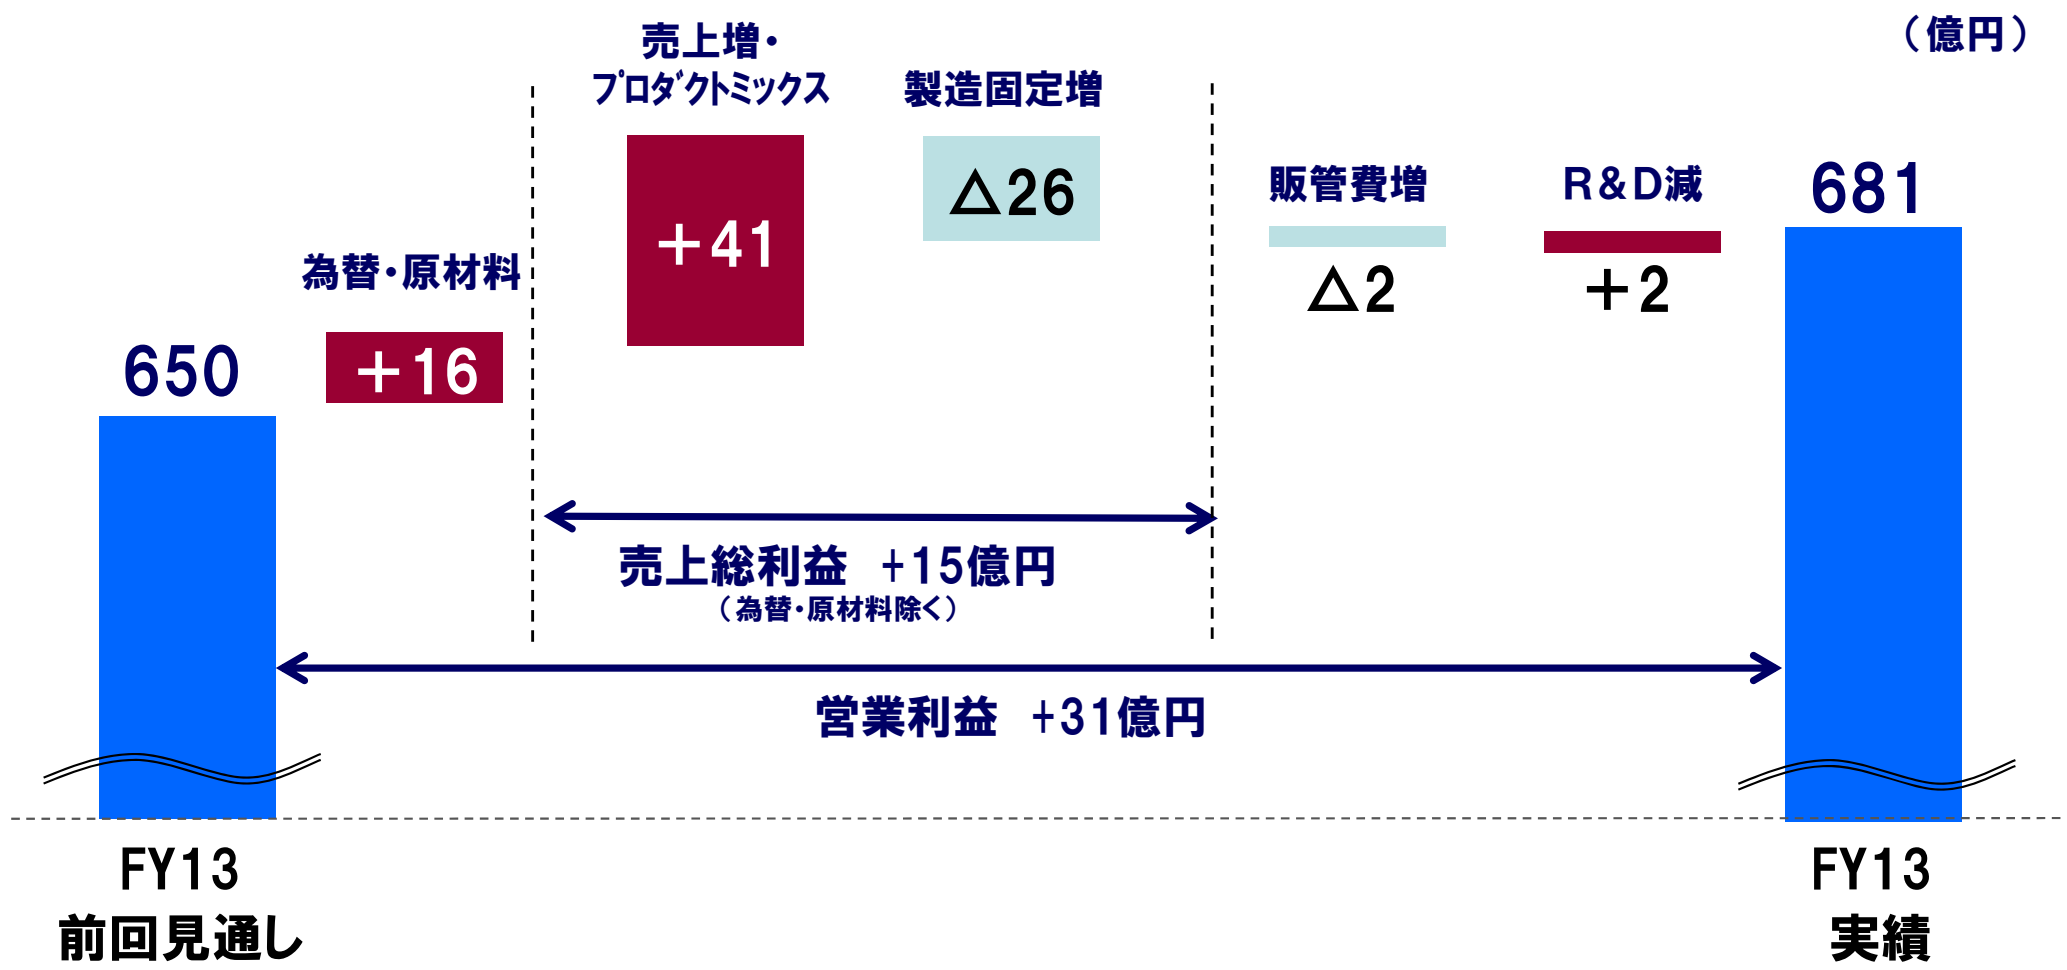 （億円）
売上増・
プロダクトミックス
製造固定増
＋41
△26
販管費増
△2
R&D減
＋2
681
為替・原材料
＋16
650
売上総利益　+15億円
（為替・原材料除く）
営業利益　+31億円
FY13
前回見通し
FY13
実績